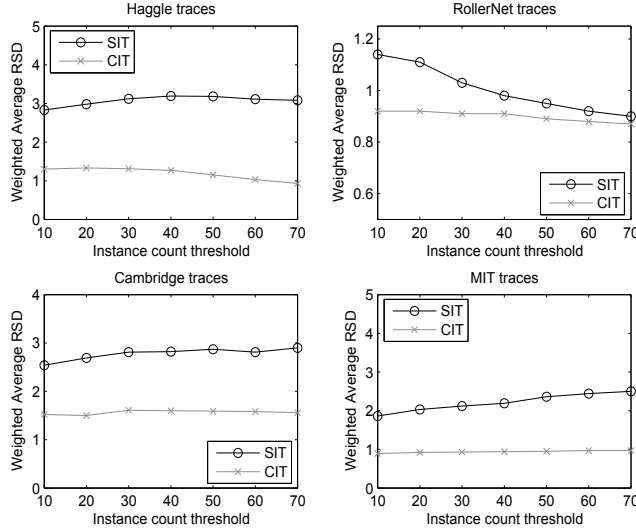 Haggle traces
Weighted Average RSD
5
4
3
2
1
0
SIT
CIT
10 20 30 40 50 60 70
Instance count threshold
RollerNet traces
Weighted Average RSD
1.2
1
0.8
0.6
SIT
CIT
10 20 30 40 50 60 70
Instance count threshold
Cambridge traces
Weighted Average RSD
4
3
2
1
0
SIT
CIT
10 20 30 40 50 60 70
Instance count threshold
MIT traces
Weighted Average RSD
5
4
3
2
1
0
SIT
CIT
10 20 30 40 50 60 70
Instance count threshold